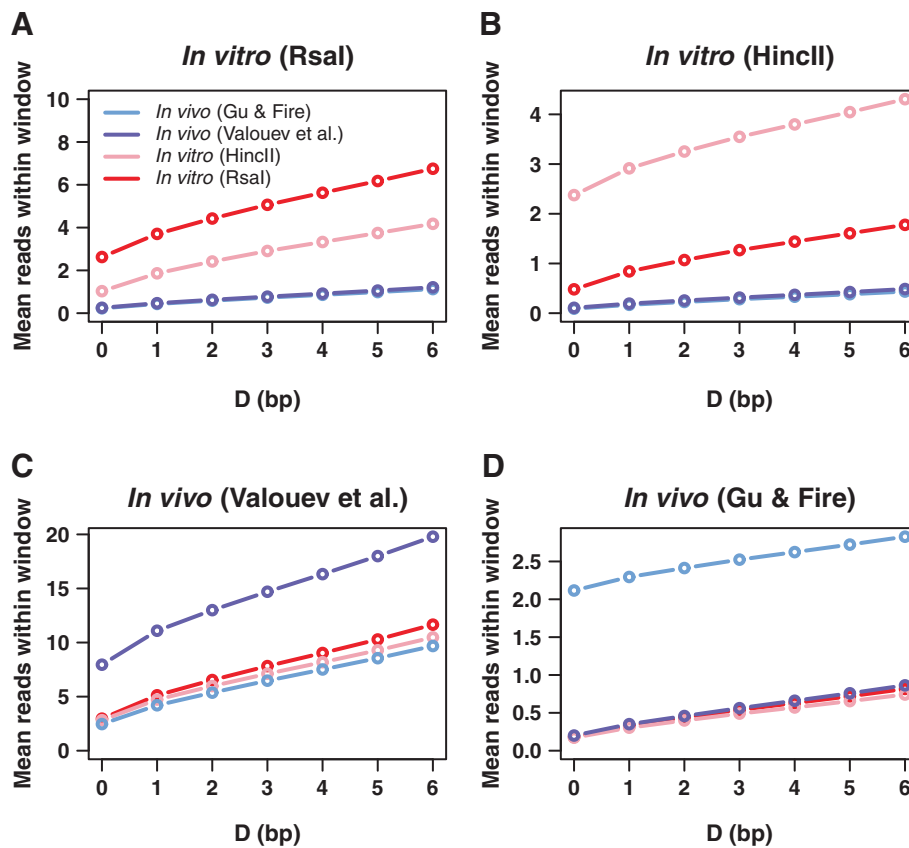 A
In vitro (RsaI)
Mean reads within window
10
8
6
4
2
0
In vivo (Gu & Fire)
In vivo (Valouev et al.)
In vitro (HincII)
In vitro (RsaI)
0 1 2 3 4 5 6
D (bp)
B
In vitro (HincII)
Mean reads within window
4
3
2
1
0
0 1 2 3 4 5 6
D (bp)
C
In vivo (Valouev et al.)
Mean reads within window
20
15
10
5
0
0 1 2 3 4 5 6
D (bp)
D
In vivo (Gu & Fire)
Mean reads within window
2.5
2.0
1.5
1.0
0.5
0.0
0 1 2 3 4 5 6
D (bp)